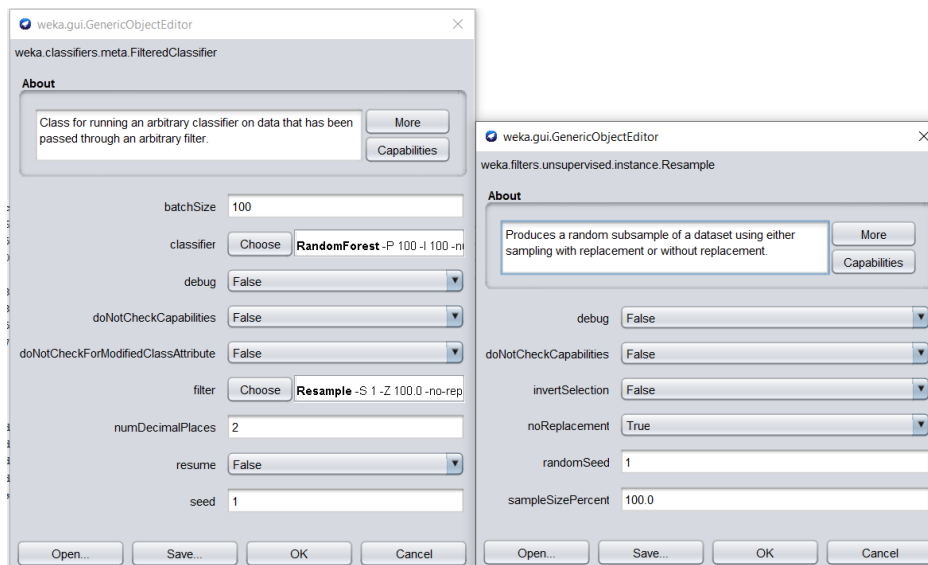 weka.gui.GenericObjectEditor
weka.classifiers.meta.FilteredClassifier
About
Class for running an arbitrary classifier on data that has been
passed through an arbitrary filter.
More
Capabilities
batchSize 100
classifier Choose RandomForest -P 100 -I 100 -nu
debug False
doNotCheckCapabilities False
doNotCheckForModifiedClassAttribute False
filter Choose Resample -S 1 -Z 100.0 -no-rep
numDecimalPlaces 2
resume False
seed 1
Open... Save... OK Cancel
weka.gui.GenericObjectEditor
weka.filters.unsupervised.instance.Resample
About
Produces a random subsample of a dataset using either
sampling with replacement or without replacement.
More
Capabilities
debug False
doNotCheckCapabilities False
invertSelection False
noReplacement True
randomSeed 1
sampleSizePercent 100.0
Open... Save... OK Cancel